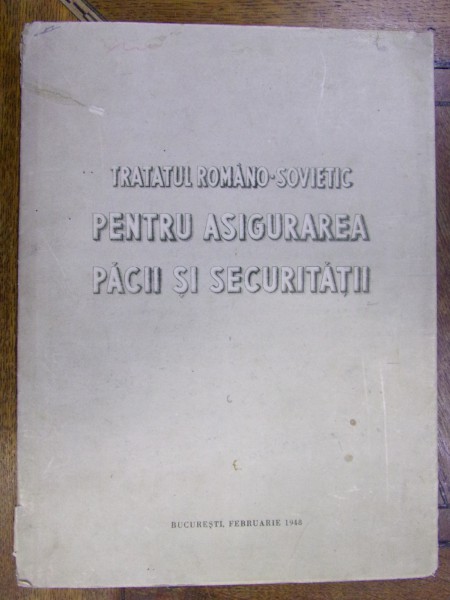 TRATATUL ROMÂNO-SOVIETIC
PENTRU ASIGURAREA
PĂCII ȘI SECURITĂȚII
BUCUREȘTI, FEBRUARIE 1948